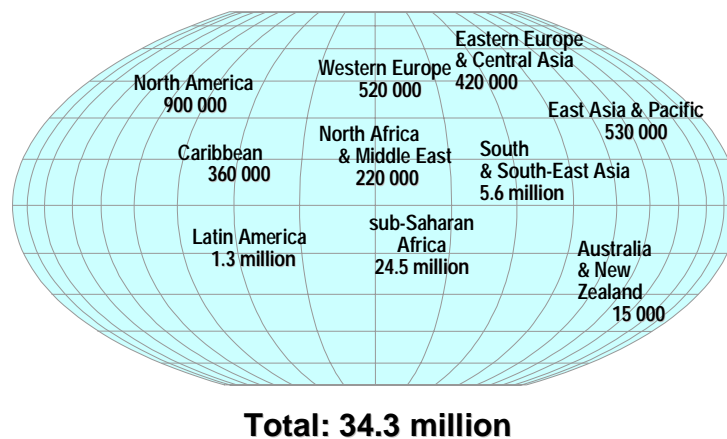 Eastern Europe
& Central Asia
420 000
Western Europe
520 000
North America
900 000
East Asia & Pacific
530 000
North Africa
& Middle East
220 000
South
& South-East Asia
5.6 million
Caribbean
360 000
sub-Saharan
Africa
24.5 million
Latin America
1.3 million
Australia
& New
Zealand
15 000
Total: 34.3 million